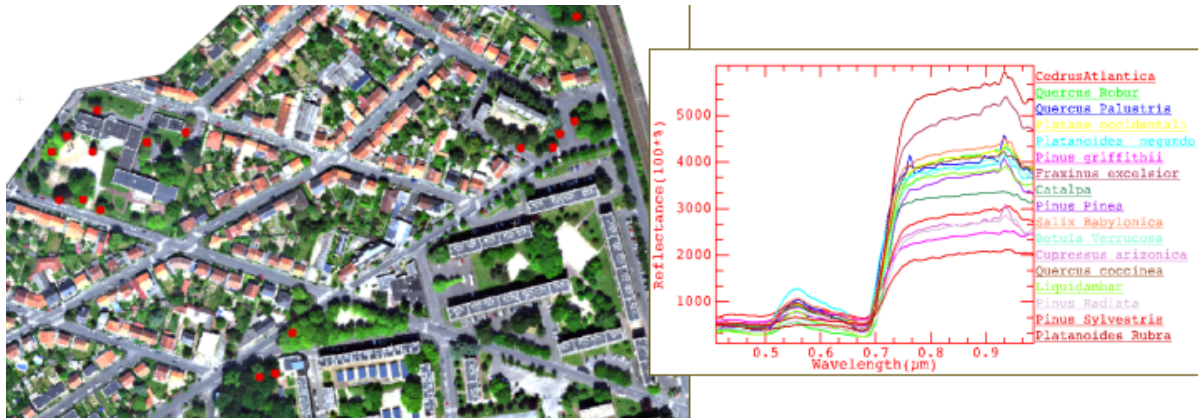 CedrusAtlantica
Quercus Robur
Quercus Palustris
Platane occidentali
Platanoidea negundo
Pinus griffithii
Fraxinus excelsior
Catalpa
Pinus Pinea
Salix Babylonica
Betula Verrucosa
Cupressus arizonica
Quercus coccinea
Liquidambar
Pinus Radiata
Pinus Sylvestris
Platanoides Rubra
Reflectance(100*%)
5000
4000
3000
2000
1000
0.5 0.6 0.7 0.8 0.9
Wavelength(µm)